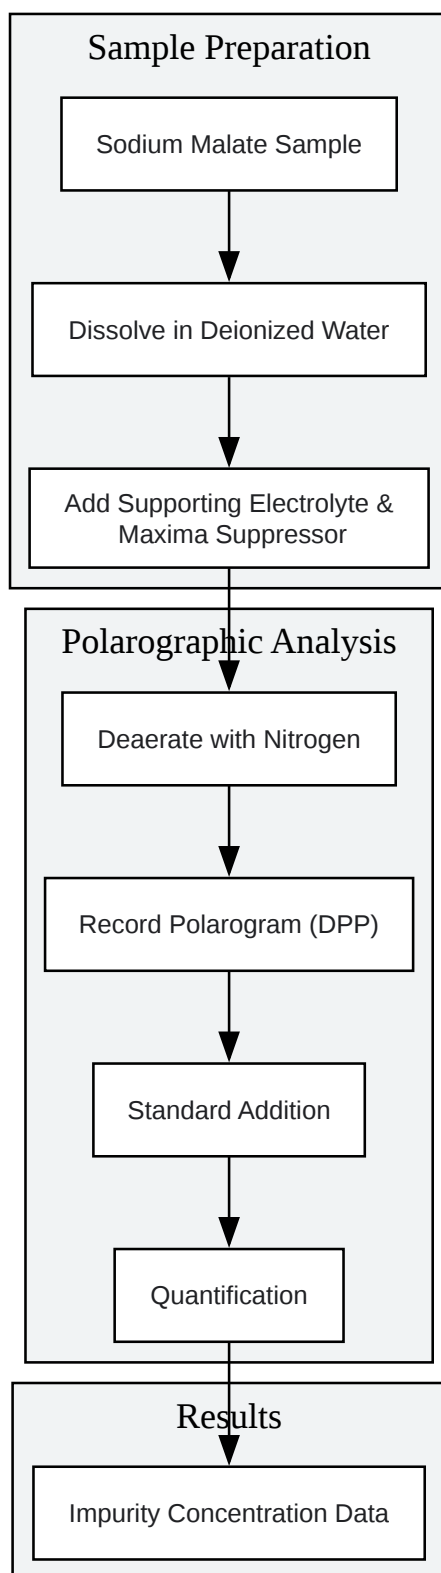 Sample Preparation
Sodium Malate Sample
Dissolve in Deionized Water
Add Supporting Electrolyte &
Maxima Suppressor
Polarographic Analysis
Deaerate with Nitrogen
Record Polarogram (DPP)
Standard Addition
Quantification
Results
Impurity Concentration Data